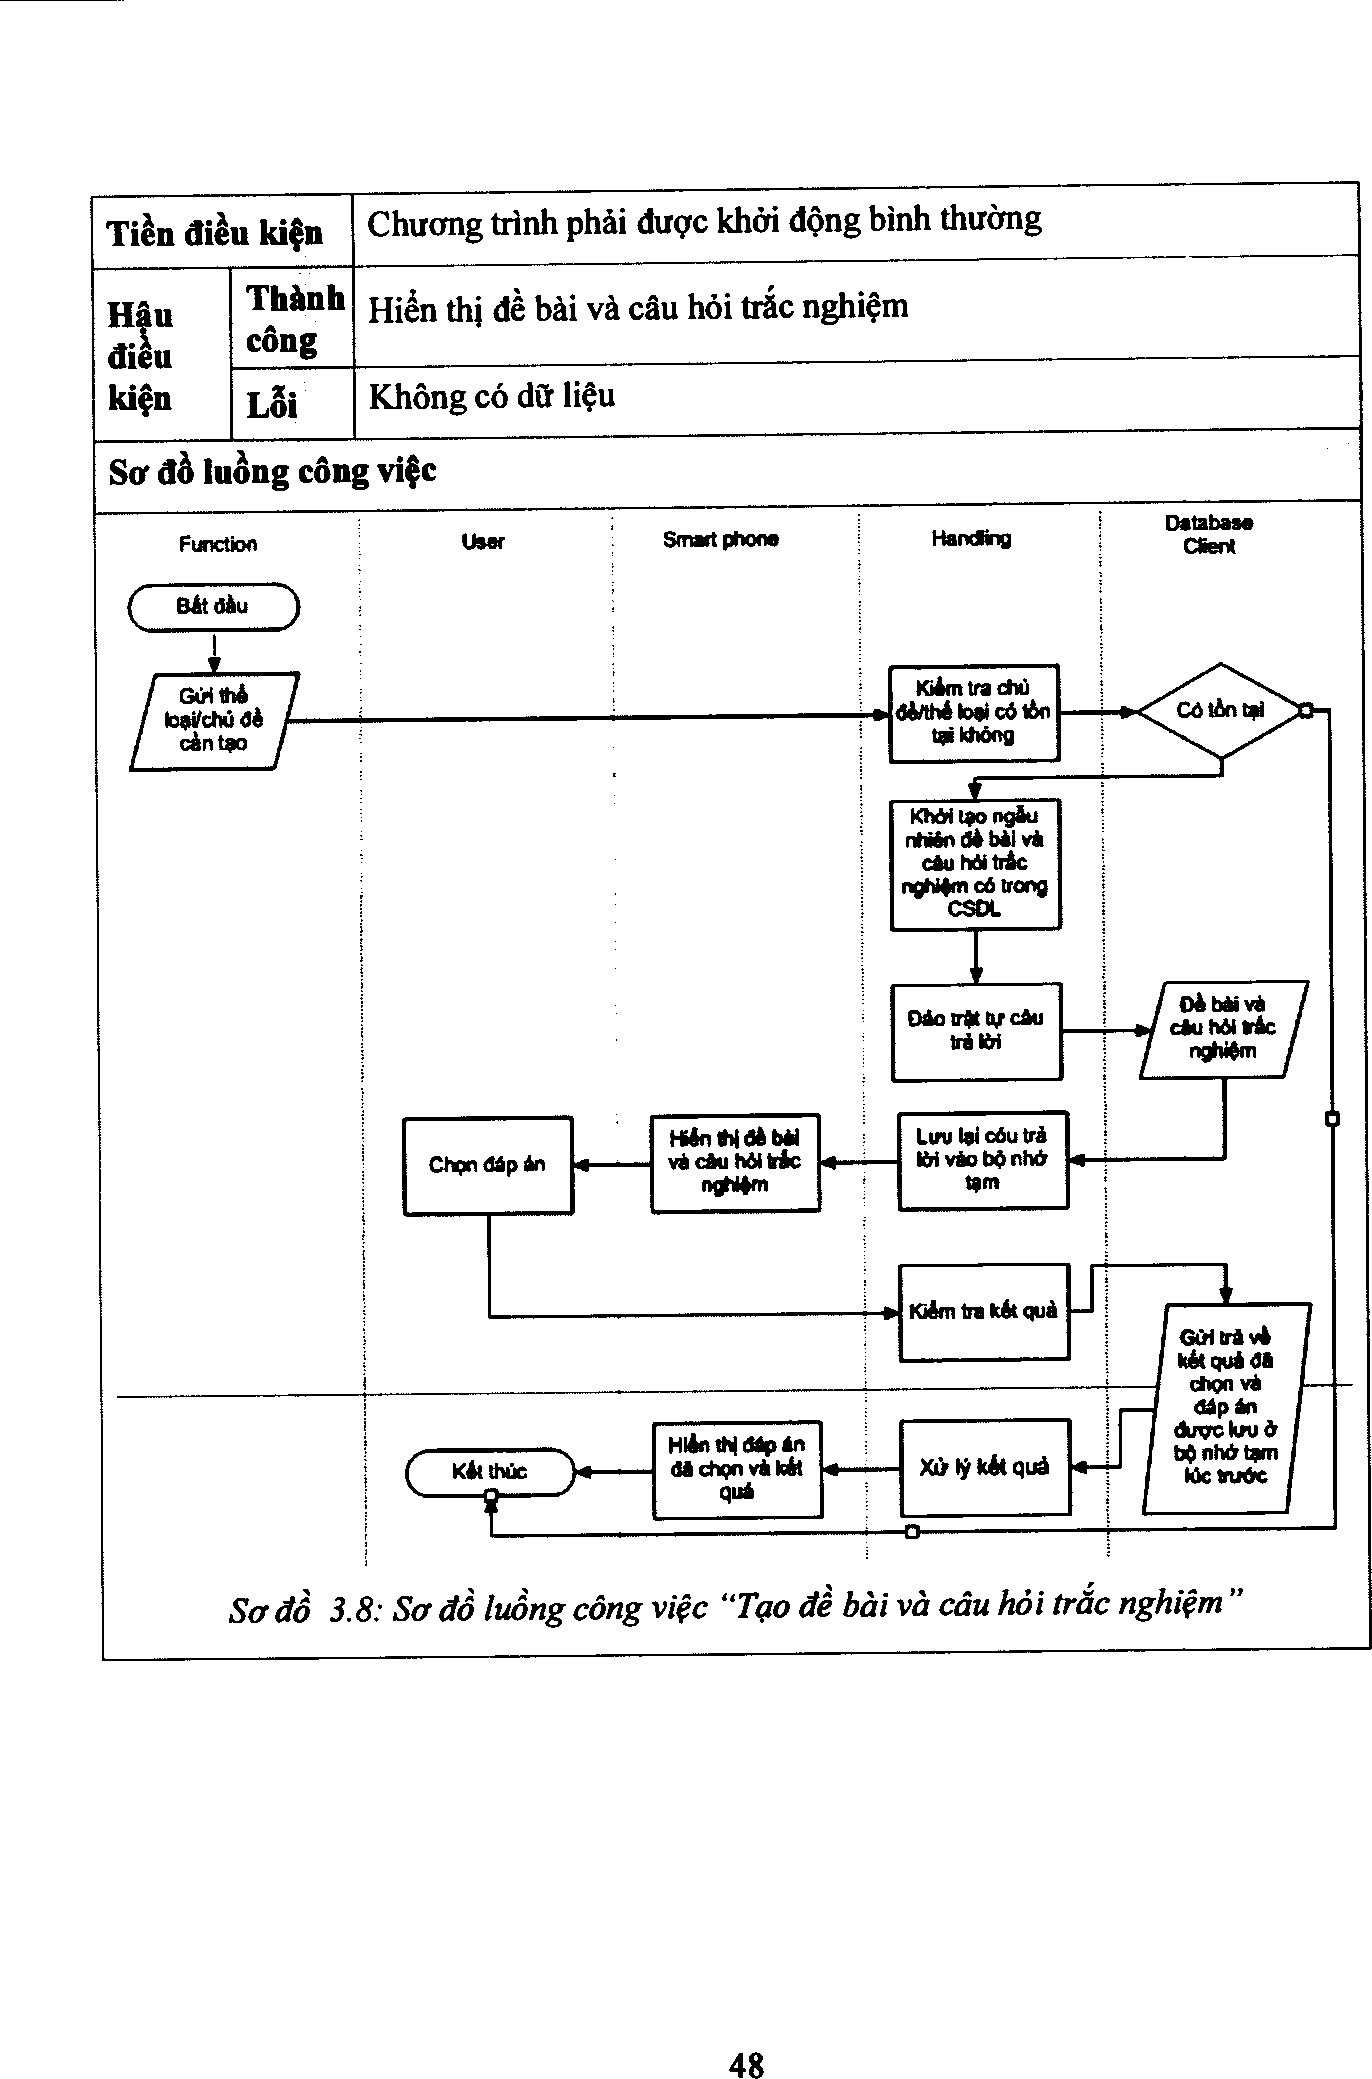 Tiền điều kiện
Chương trình phải được khởi động bình thường
Hậu
điều
kiện
Thành
công
Hiển thị đề bài và câu hỏi trắc nghiệm
Lỗi
Không có dữ liệu
Sơ đồ luồng công việc
Function
User
Smart phone
Handling
Database
Client
Bắt đầu
Gửi thể
loại/chủ đề
cần tạo
Kiểm tra chủ
đề/thể loại có tồn
tại không
Có tồn tại
Khởi tạo ngẫu
nhiên đề bài và
câu hỏi trắc
nghiệm có trong
CSDL
Đảo trật tự câu
trả lời
Đề bài và
câu hỏi trắc
nghiệm
Chọn đáp án
Hiển thị đề bài
và câu hỏi trắc
nghiệm
Lưu lại cóu trả
lời vào bộ nhớ
tạm
Kiểm tra kết quả
Gửi trả về
kết quả đã
chọn và
đáp án
được lưu ở
bộ nhớ tạm
lúc trước
Kết thúc
Hiển thị đáp án
đã chọn và kết
quả
Xử lý kết quả
Sơ đồ 3.8: Sơ đồ luồng công việc “Tạo đề bài và câu hỏi trắc nghiệm”
48